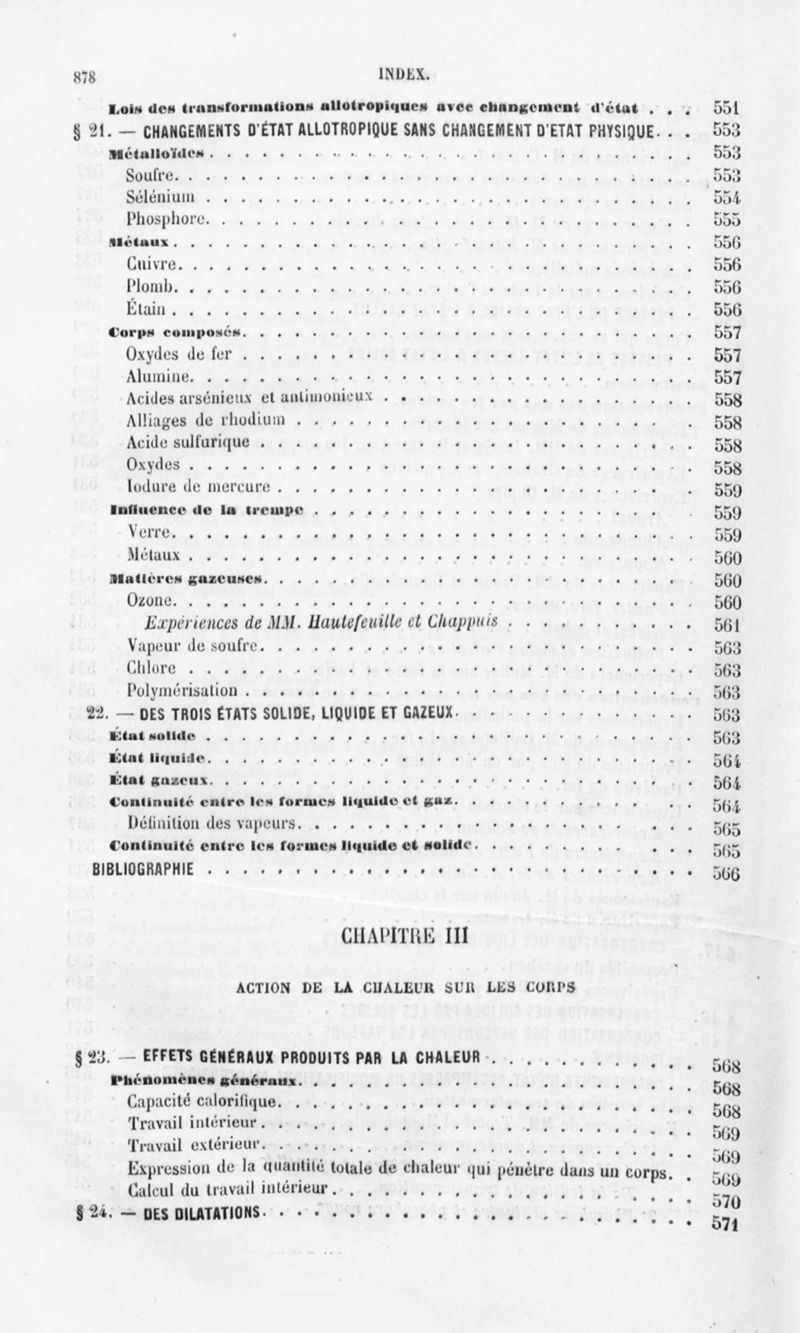 878
INDEX.
Lois des transformations allotropiques avec changement d'état . . . 551
§ 21. — CHANGEMENTS D'ÉTAT ALLOTROPIQUE SANS CHANGEMENT D'ETAT PHYSIQUE. . . 553
Métalloïdes . . . 553
Soufre. . . . 553
Sélénium . . . 554
Phosphore. . . . 555
Métaux . . . 556
Cuivre. . . . 556
Plomb. . . . 556
Étain . . . 556
Corps composés. . . . 557
Oxydes de fer . . . 557
Alumine. . . . 557
Acides arsénieux et antimonieux . . . 558
Alliages de rhodium . . . 558
Acide sulfurique . . . 558
Oxydes . . . 558
Iodure de mercure . . . 559
Influence de la trempe . . . 559
Verre. . . . 559
Métaux . . . 560
Matières gazeuses. . . . 560
Ozone. . . . 560
Expériences de MM. Hautefeuille et Chappuis . . . 561
Vapeur de soufre. . . . 563
Chlore . . . 563
Polymérisation . . . 563
22. — DES TROIS ÉTATS SOLIDE, LIQUIDE ET GAZEUX. . . . 563
État solide . . . 563
État liquide. . . . 564
État gazeux. . . . 564
Continuité entre les formes liquide et gaz. . . . 564
Définition des vapeurs. . . . 565
Continuité entre les formes liquide et solide. . . . 565
BIBLIOGRAPHIE . . . 566
CHAPITRE III
ACTION DE LA CHALEUR SUR LES CORPS
§ 23. — EFFETS GÉNÉRAUX PRODUITS PAR LA CHALEUR . . . 568
Phénomènes généraux. . . . 568
Capacité calorifique. . . . 568
Travail intérieur. . . . 569
Travail extérieur. . . . 569
Expression de la quantité totale de chaleur qui pénètre dans un corps. . 569
Calcul du travail intérieur. . . . 570
§ 24. — DES DILATATIONS. . . . 571